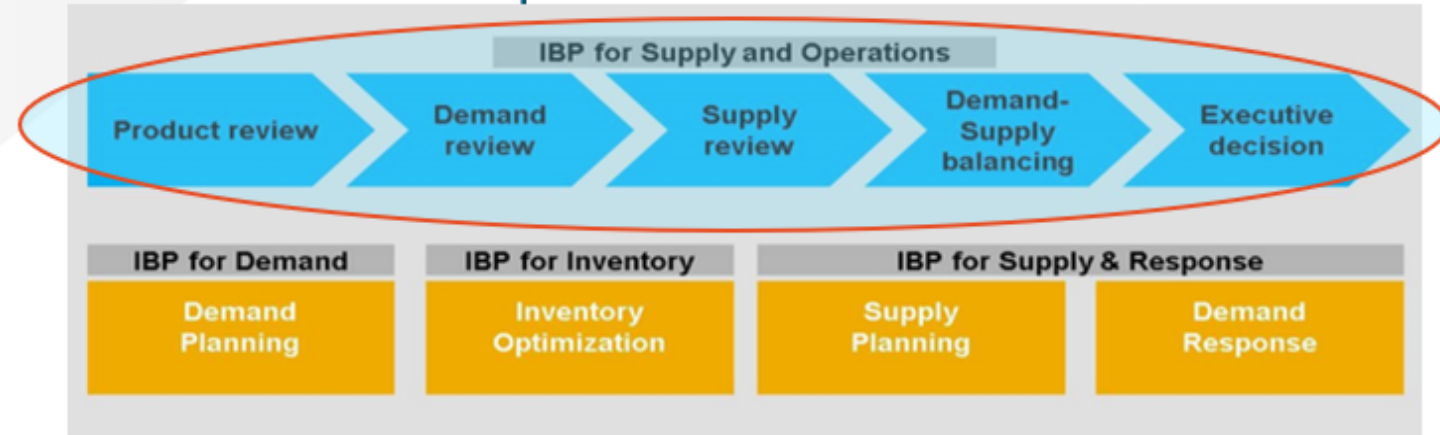 IBP for Supply and Operations
Product review
Demand
review
Supply
review
Demand-
Supply
balancing
Executive
decision
IBP for Demand
IBP for Inventory
IBP for Supply & Response
Demand
Planning
Inventory
Optimization
Supply
Planning
Demand
Response